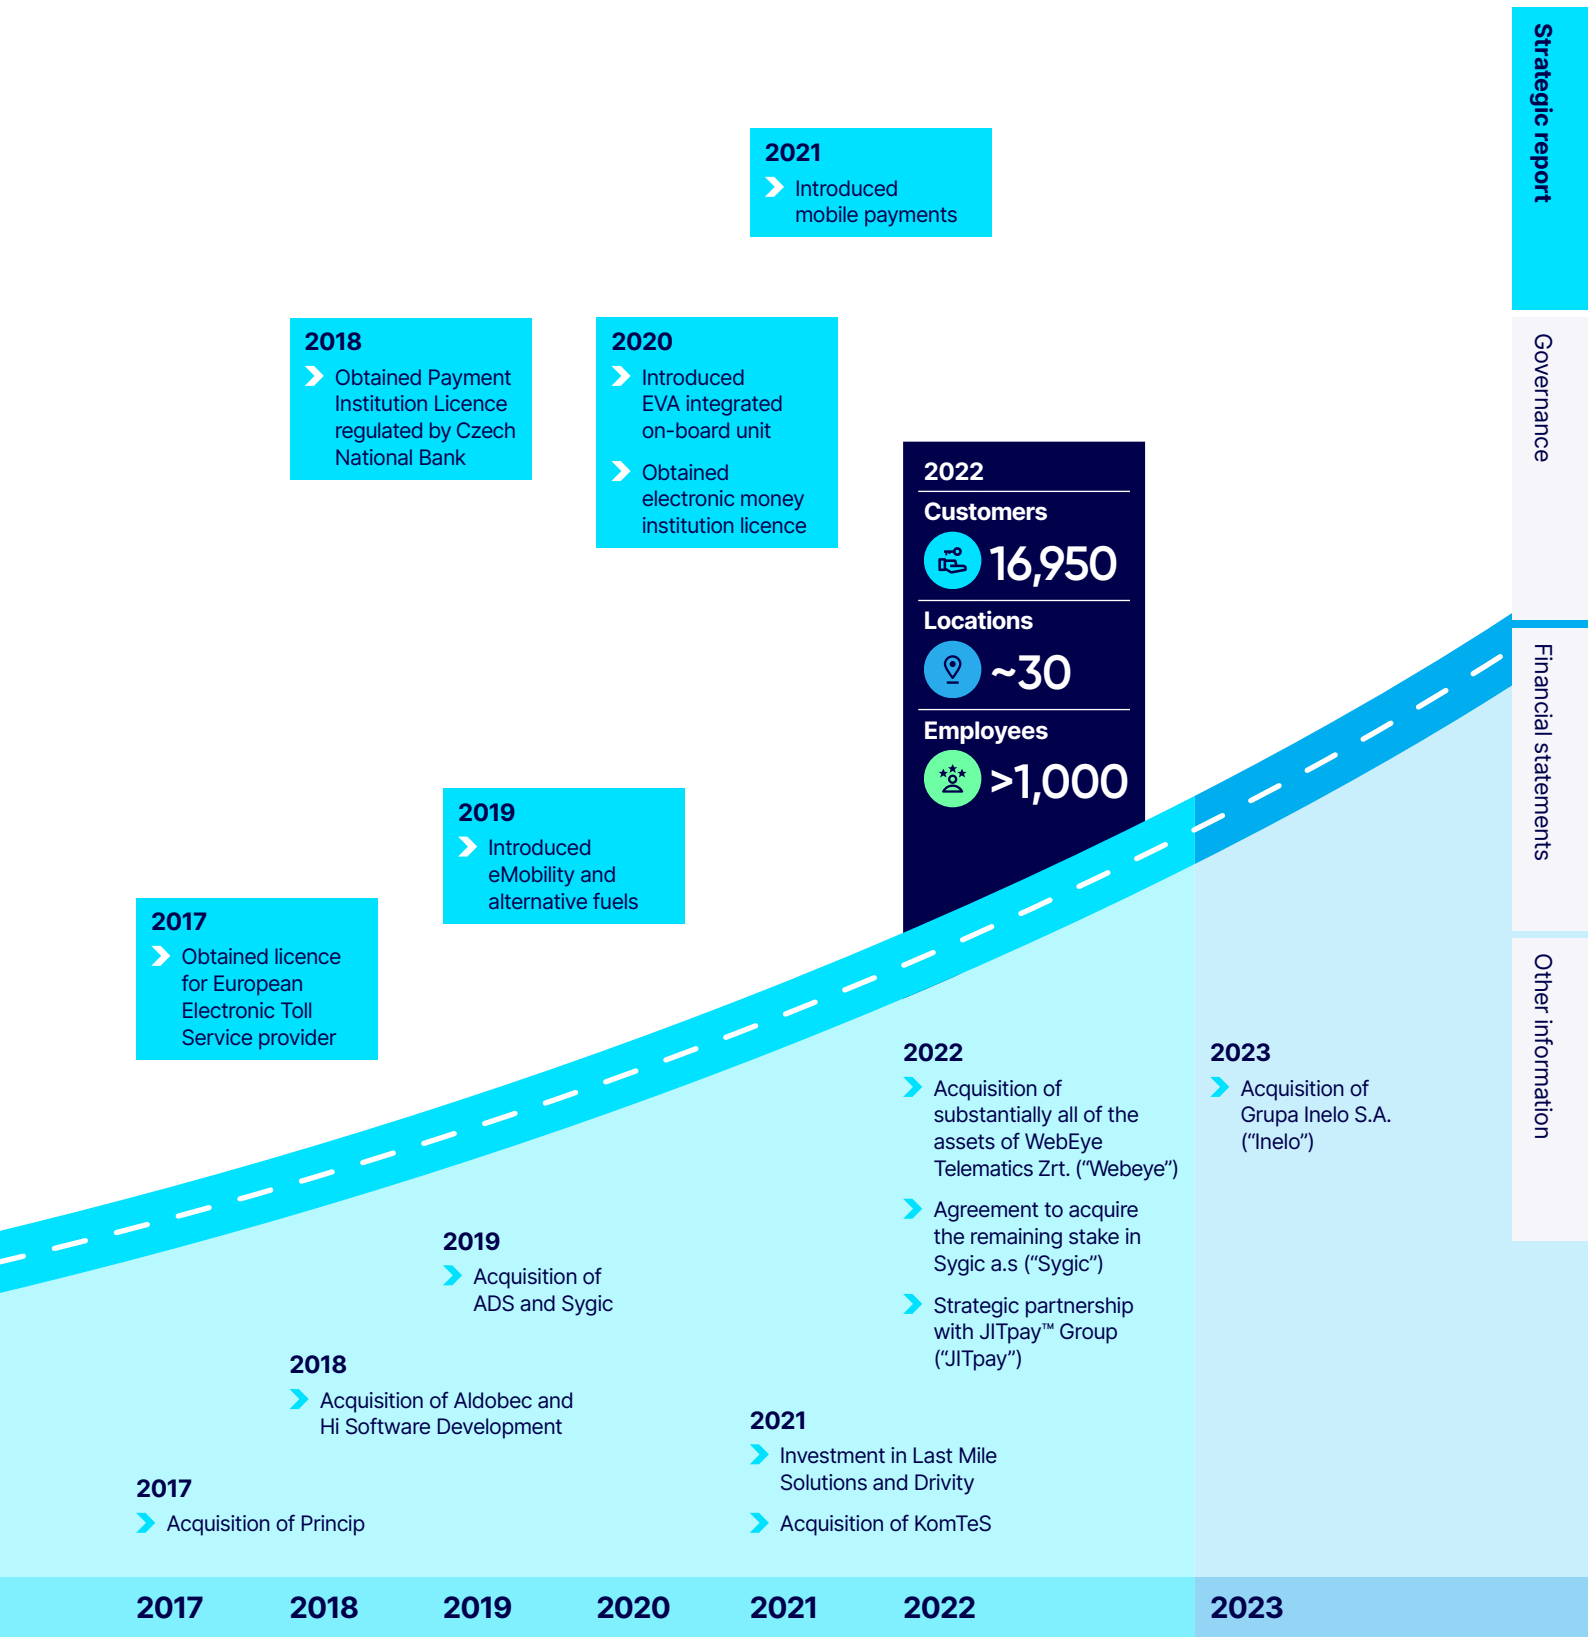 2021
Introduced
mobile payments
2018
Obtained Payment
Institution Licence
regulated by Czech
National Bank
2020
Introduced
EVA integrated
on-board unit
Obtained
electronic money
institution licence
2022
Customers
16,950
Locations
~30
Employees
>1,000
2019
Introduced
eMobility and
alternative fuels
2017
Obtained licence
for European
Electronic Toll
Service provider
2022
Acquisition of
substantially all of the
assets of WebEye
Telematics Zrt. (“Webeye”)
Agreement to acquire
the remaining stake in
Sygic a.s (“Sygic”)
Strategic partnership
with JITpay™ Group
(“JITpay”)
2023
Acquisition of
Grupa Inelo S.A.
(“Inelo”)
2019
Acquisition of
ADS and Sygic
2018
Acquisition of Aldobec and
Hi Software Development
2021
Investment in Last Mile
Solutions and Drivity
Acquisition of KomTeS
2017
Acquisition of Princip
2017 2018 2019 2020 2021 2022 2023
Strategic report
Governance
Financial statements
Other information